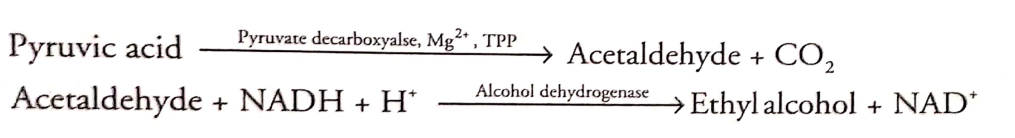 Pyruvic acid Pyruvate decarboxyalse, Mg²⁺, TPP → Acetaldehyde + CO₂
Acetaldehyde + NADH + H⁺ Alcohol dehydrogenase → Ethyl alcohol + NAD⁺